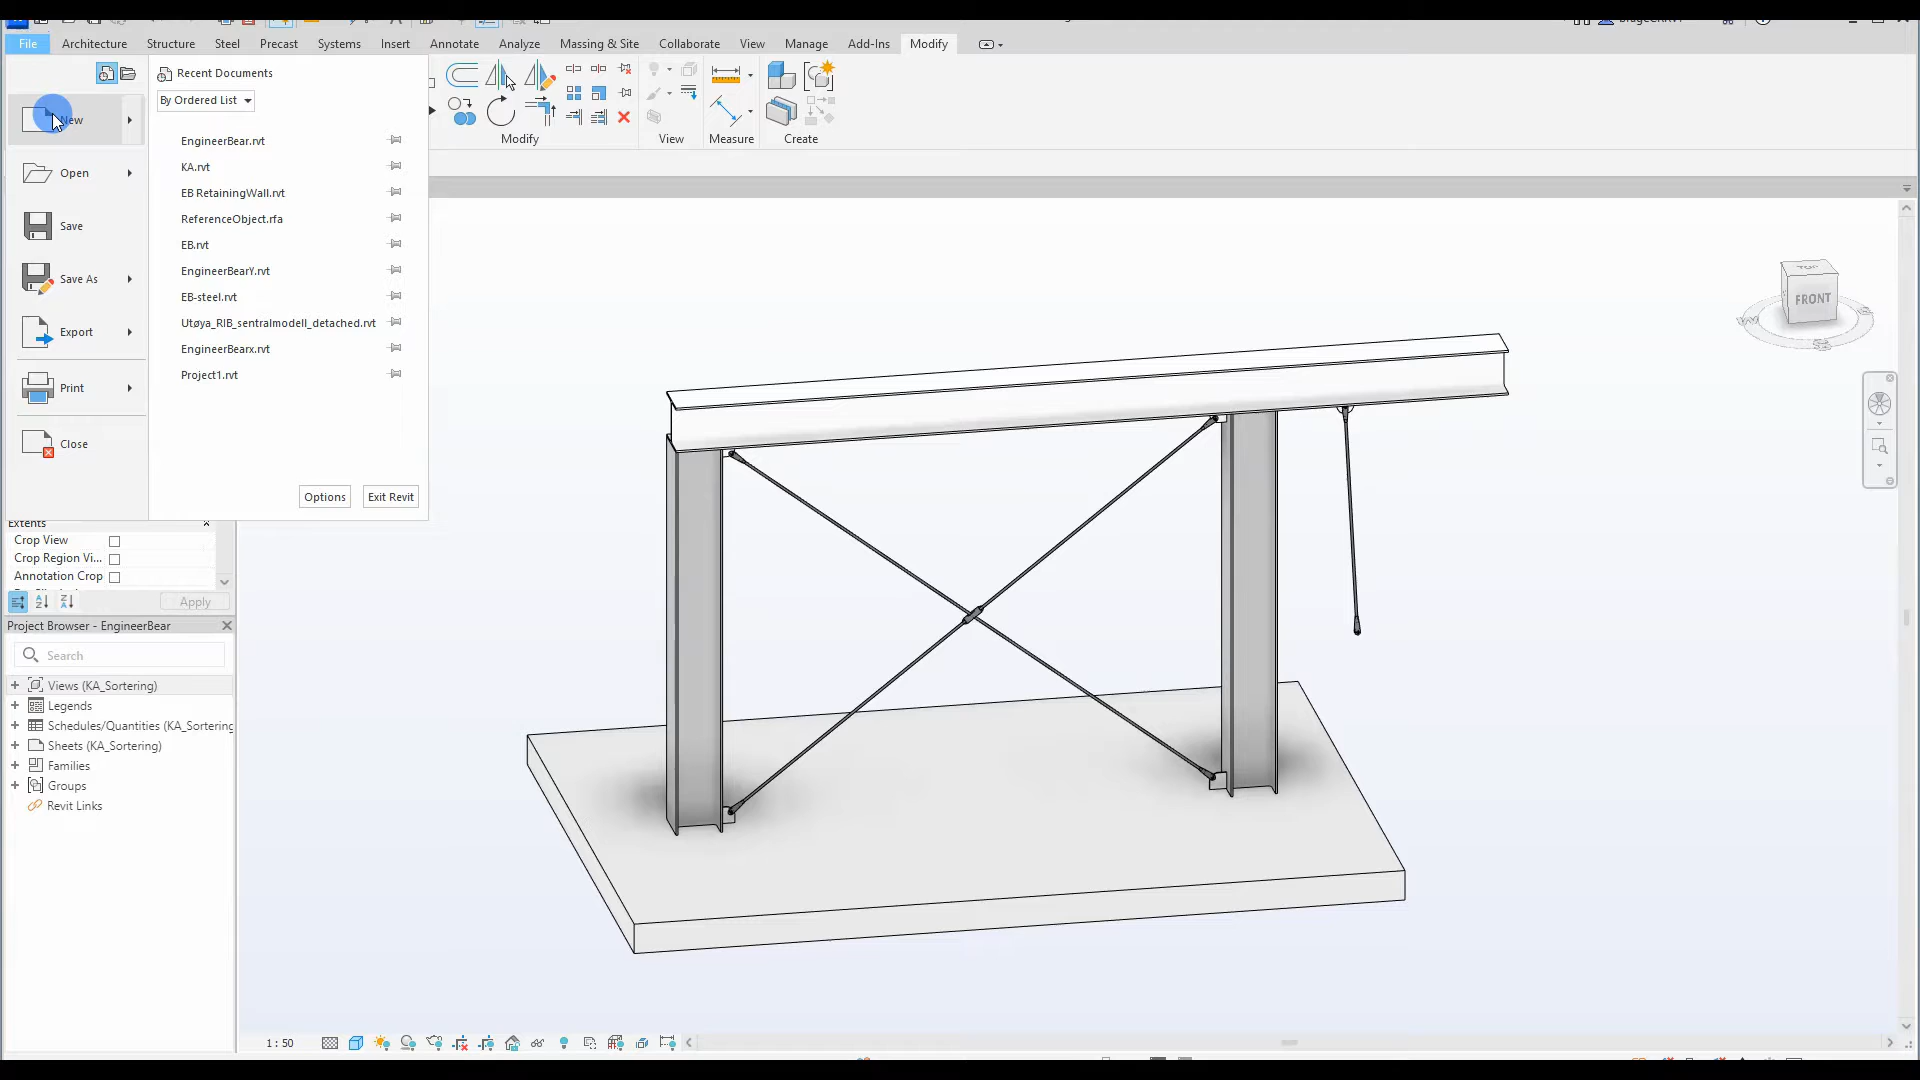 File Architecture Structure Steel Precast Systems Insert Annotate Analyze Massing & Site Collaborate View Manage Add-Ins Modify
Recent Documents
By Ordered List
New
Open
Save
Save As
Export
Print
Close
EngineerBear.rvt
KA.rvt
EB RetainingWall.rvt
ReferenceObject.rfa
EB.rvt
EngineerBearY.rvt
EB-steel.rvt
Utøya_RIB_sentralmodell_detached.rvt
EngineerBearx.rvt
Project1.rvt
Options Exit Revit
Modify View Measure Create
TOP
FRONT
W
S
Extents
Crop View
Crop Region Vi...
Annotation Crop
Apply
Project Browser - EngineerBear
Search
Views (KA_Sortering)
Legends
Schedules/Quantities (KA_Sortering
Sheets (KA_Sortering)
Families
Groups
Revit Links
1 : 50